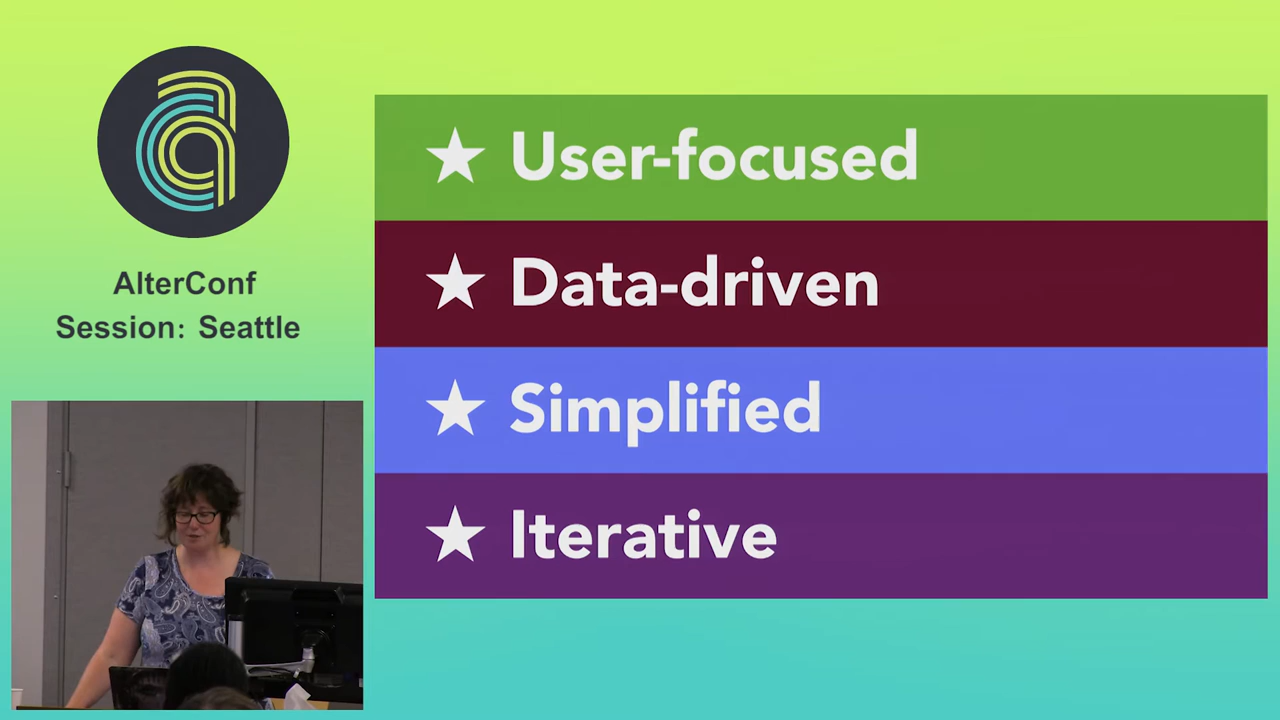 AlterConf
Session: Seattle
★ User-focused
★ Data-driven
★ Simplified
★ Iterative